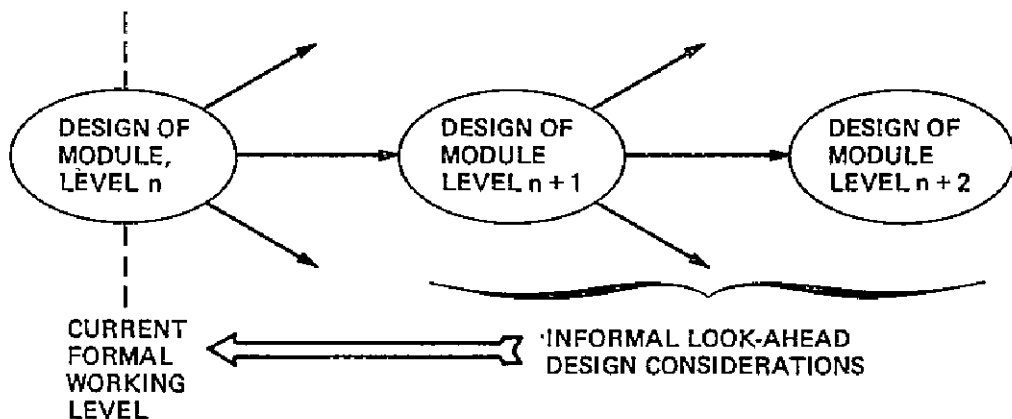 DESIGN OF
MODULE,
LEVEL n
DESIGN OF
MODULE
LEVEL n + 1
DESIGN OF
MODULE
LEVEL n + 2
CURRENT
FORMAL
WORKING
LEVEL
INFORMAL LOOK-AHEAD
DESIGN CONSIDERATIONS